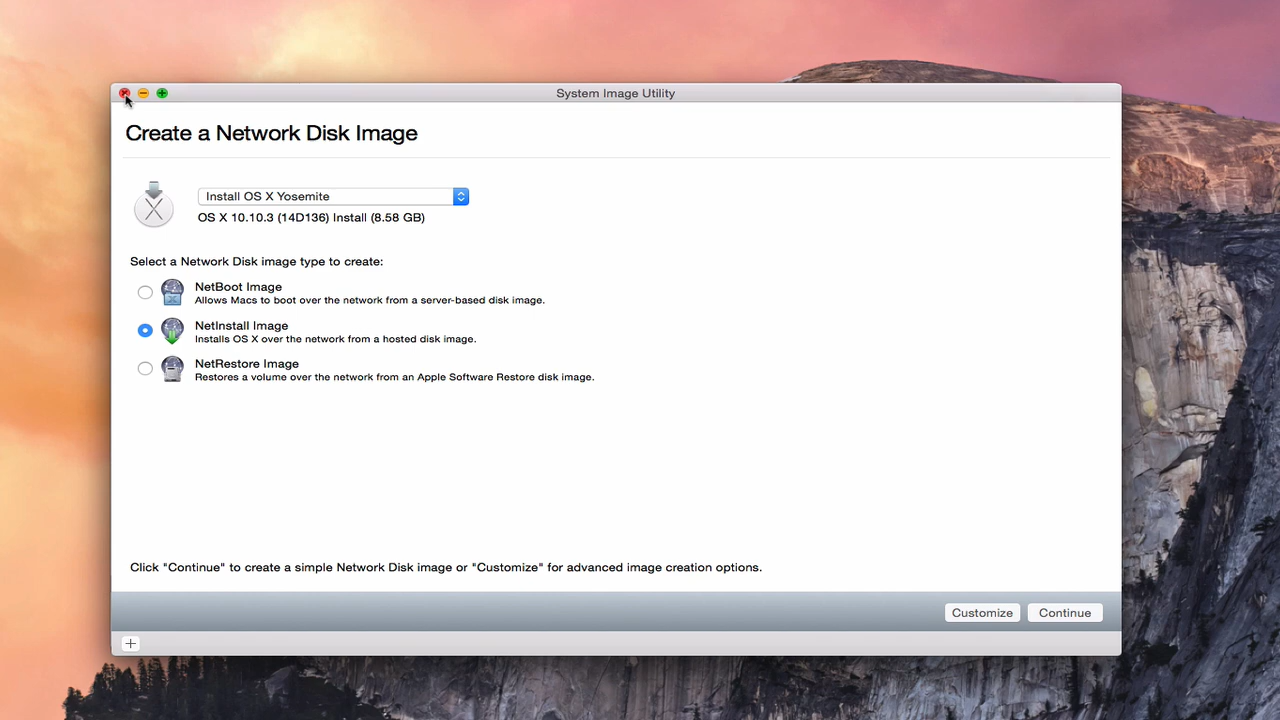 System Image Utility
Create a Network Disk Image
Install OS X Yosemite
OS X 10.10.3 (14D136) Install (8.58 GB)
Select a Network Disk image type to create:
NetBoot Image
Allows Macs to boot over the network from a server-based disk image.
NetInstall Image
Installs OS X over the network from a hosted disk image.
NetRestore Image
Restores a volume over the network from an Apple Software Restore disk image.
Click "Continue" to create a simple Network Disk image or "Customize" for advanced image creation options.
Customize Continue